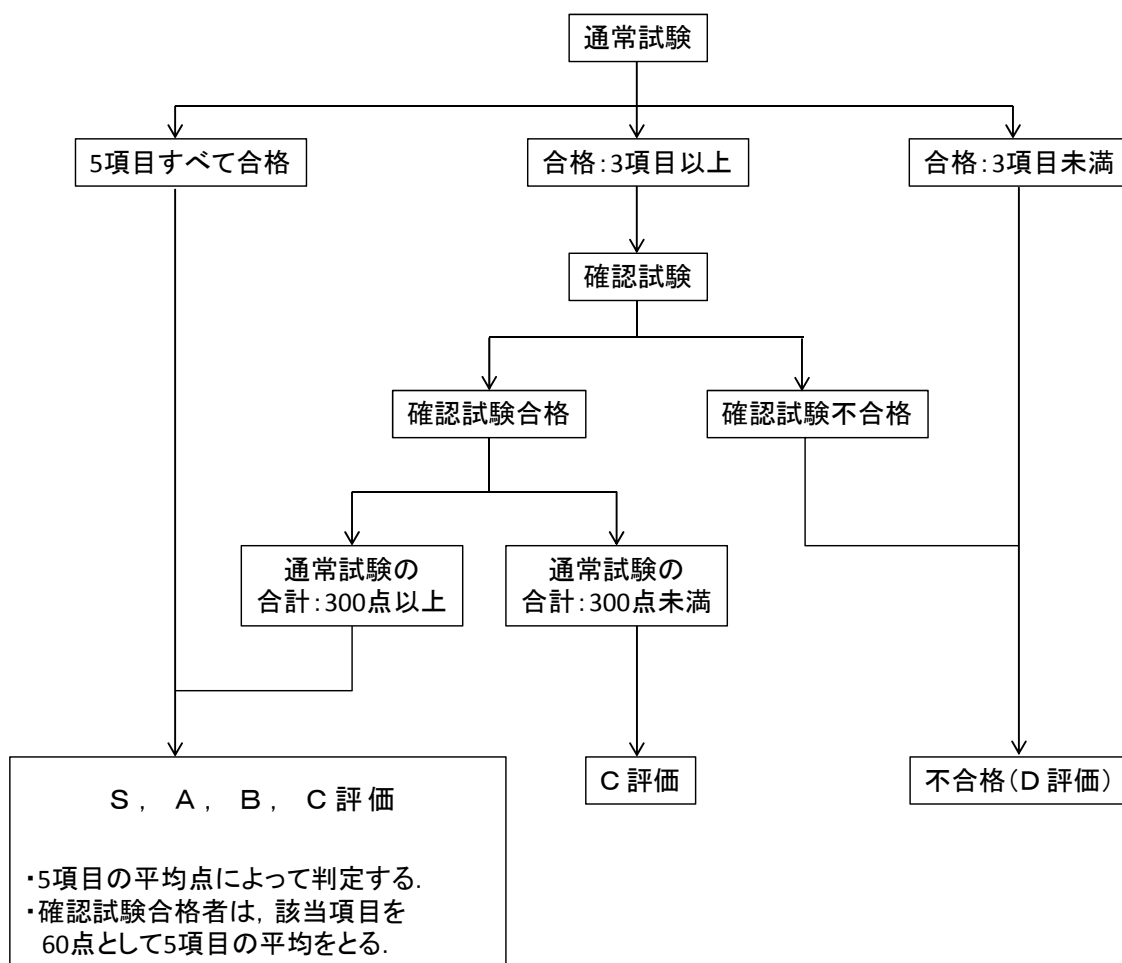 通常試験
5項目すべて合格
合格：3項目以上
合格：3項目未満
確認試験
確認試験合格
確認試験不合格
通常試験の
合計：300点以上
通常試験の
合計：300点未満
S， A， B， C評価
C評価
不合格（D評価）
・5項目の平均点によって判定する．
・確認試験合格者は，該当項目を
60点として5項目の平均をとる．